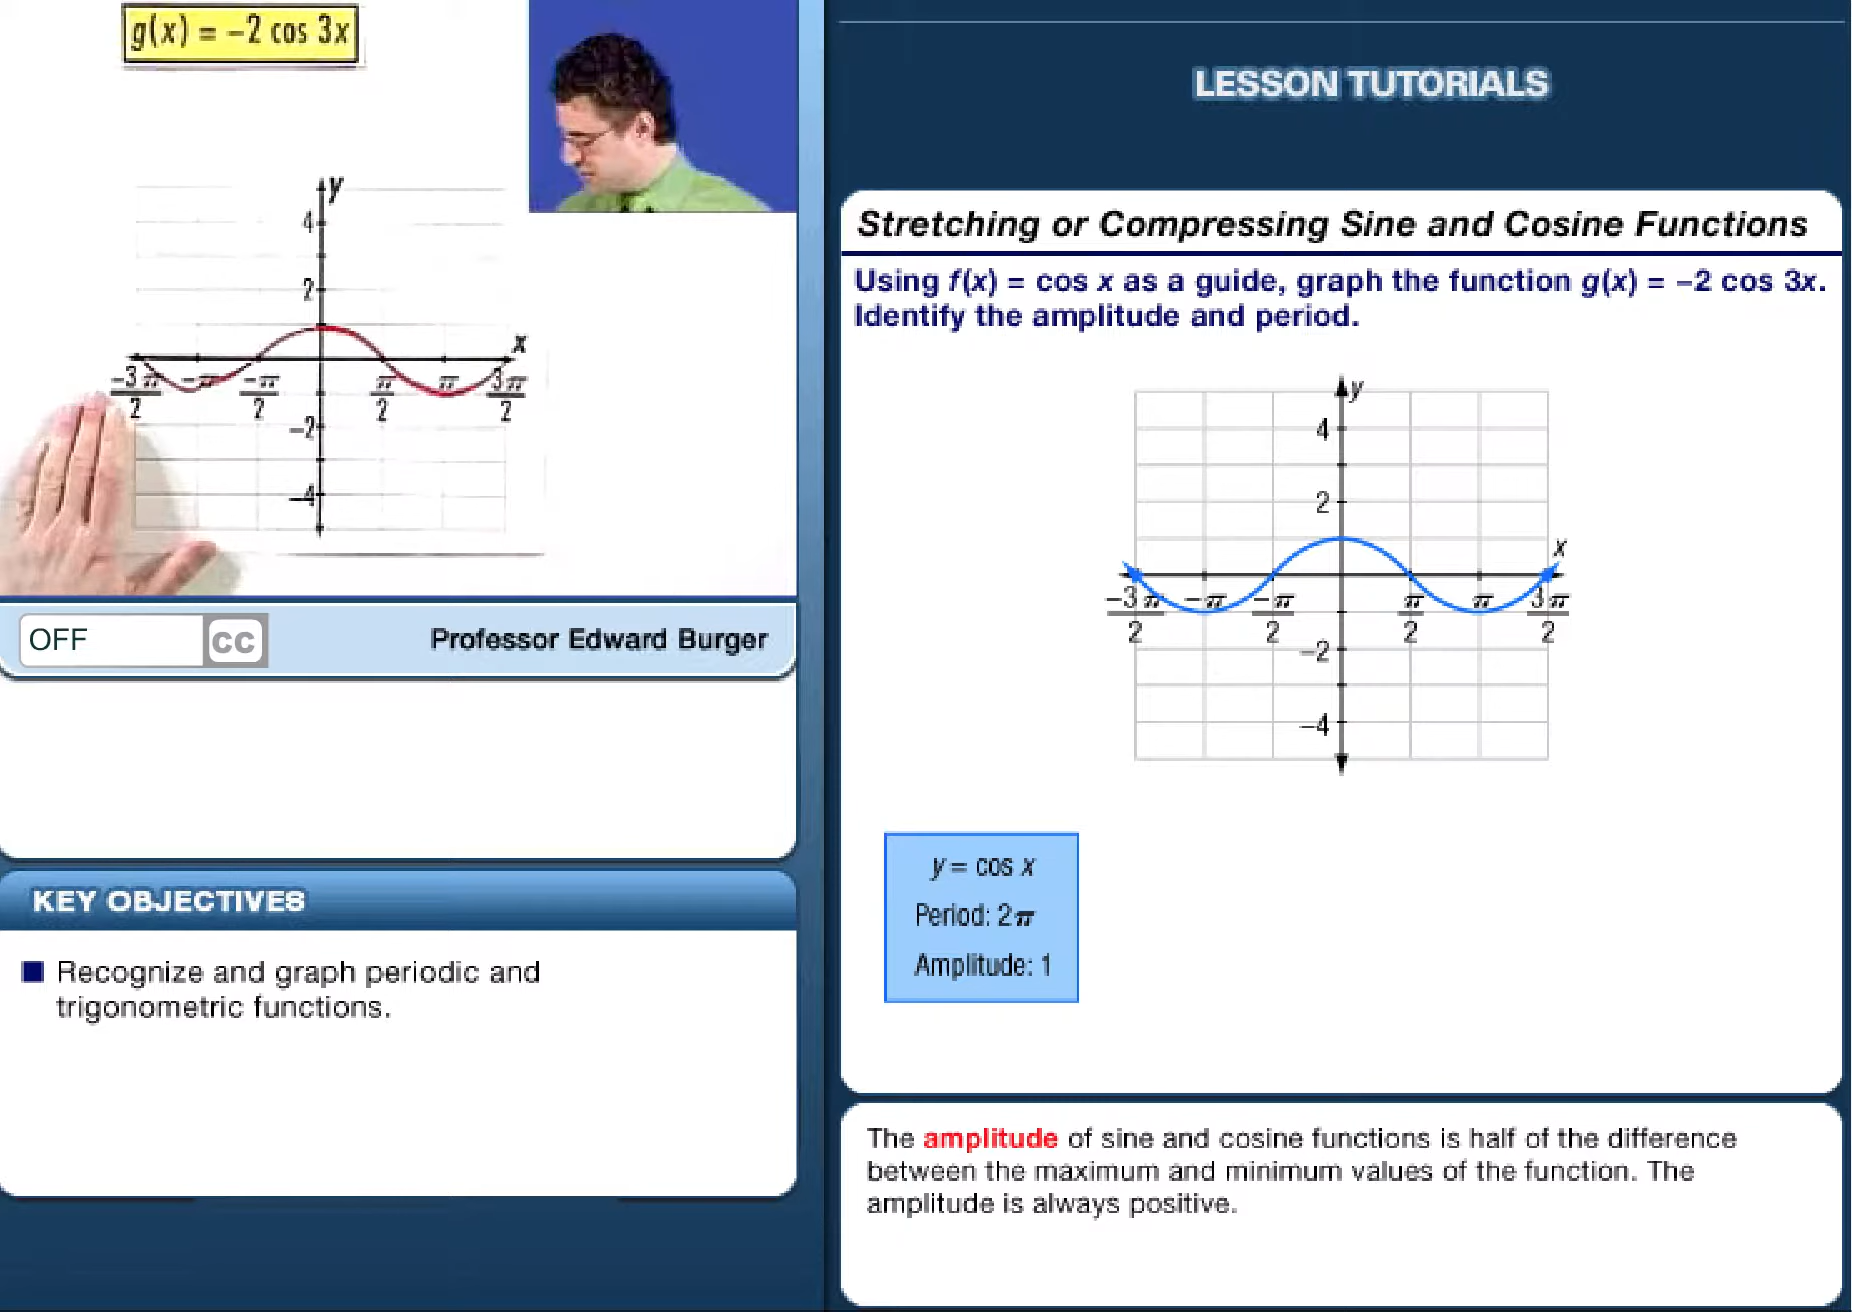 g(x) = −2 cos 3x
y
4
2
x
−3π/2 −π −π/2 π/2 π 3π/2
−2
−4
OFF
CC
Professor Edward Burger
KEY OBJECTIVES
■ Recognize and graph periodic and
trigonometric functions.
LESSON TUTORIALS
Stretching or Compressing Sine and Cosine Functions
Using f(x) = cos x as a guide, graph the function g(x) = −2 cos 3x.
Identify the amplitude and period.
y
4
2
x
−3π/2 −π −π/2 π/2 π 3π/2
−2
−4
y = cos x
Period: 2π
Amplitude: 1
The amplitude of sine and cosine functions is half of the difference
between the maximum and minimum values of the function. The
amplitude is always positive.